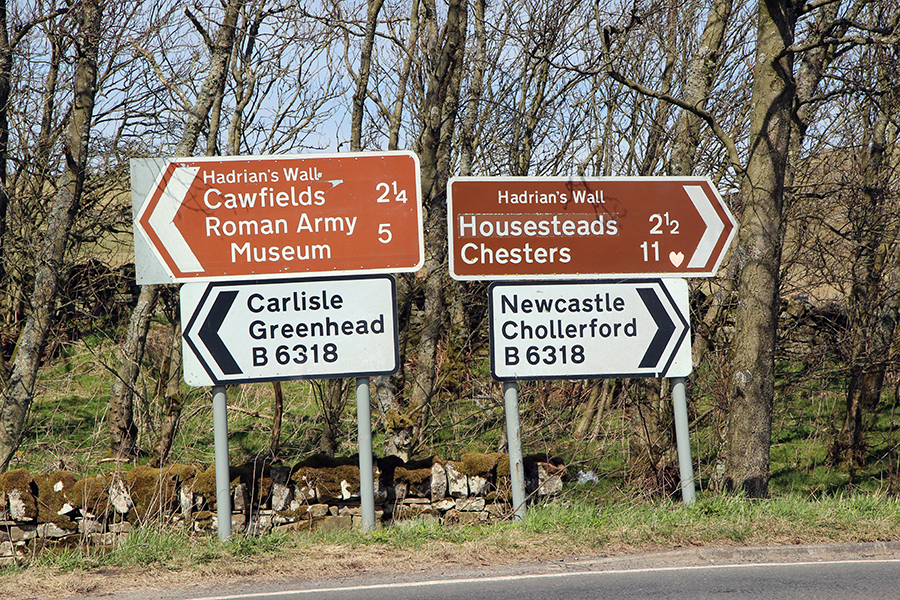 Hadrian's Wall
Cawfields 2¼
Roman Army
Museum 5
Carlisle
Greenhead
B 6318
Hadrian's Wall
Housesteads 2½
Chesters 11
Newcastle
Chollerford
B 6318